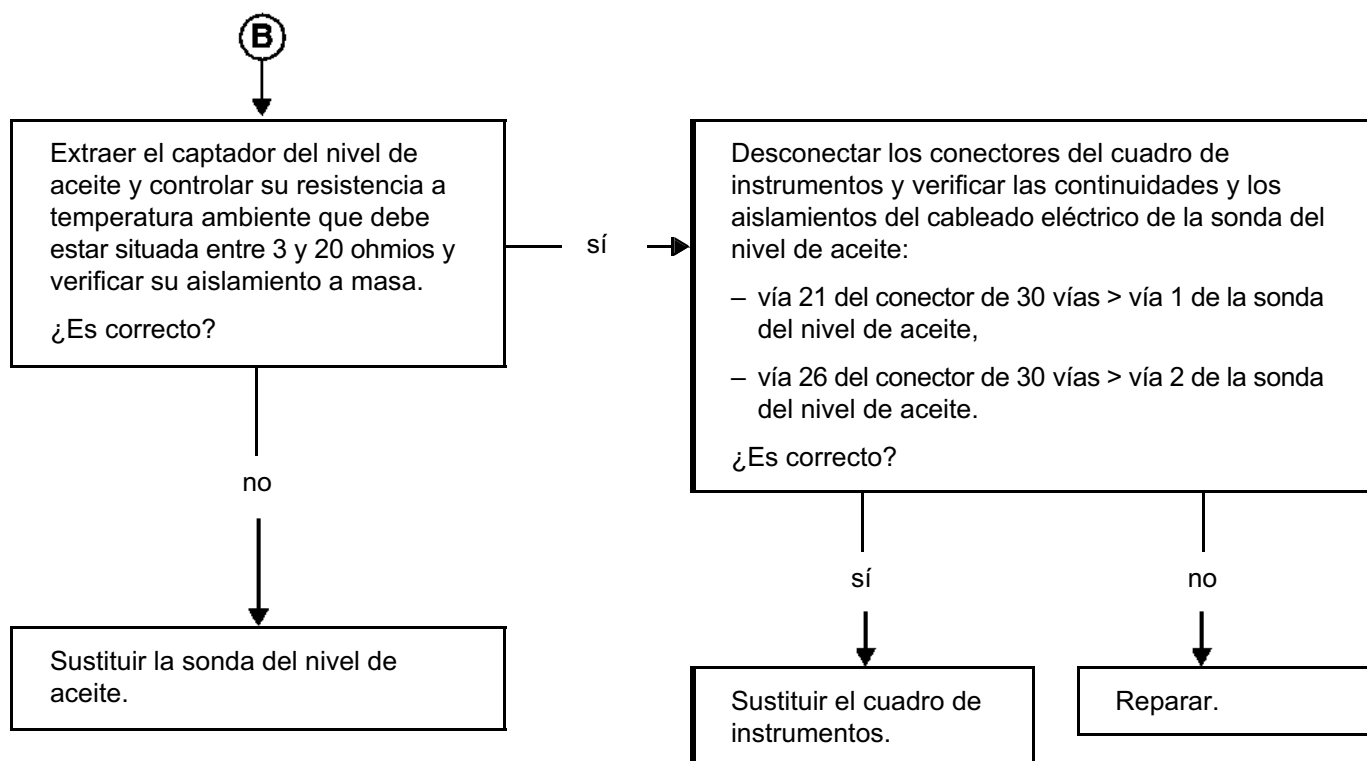 B
Extraer el captador del nivel de
aceite y controlar su resistencia a
temperatura ambiente que debe
estar situada entre 3 y 20 ohmios y
verificar su aislamiento a masa.
¿Es correcto?
sí
Desconectar los conectores del cuadro de
instrumentos y verificar las continuidades y los
aislamientos del cableado eléctrico de la sonda del
nivel de aceite:
– vía 21 del conector de 30 vías > vía 1 de la sonda
del nivel de aceite,
– vía 26 del conector de 30 vías > vía 2 de la sonda
del nivel de aceite.
¿Es correcto?
no
Sustituir la sonda del nivel de
aceite.
sí
no
Sustituir el cuadro de
instrumentos.
Reparar.